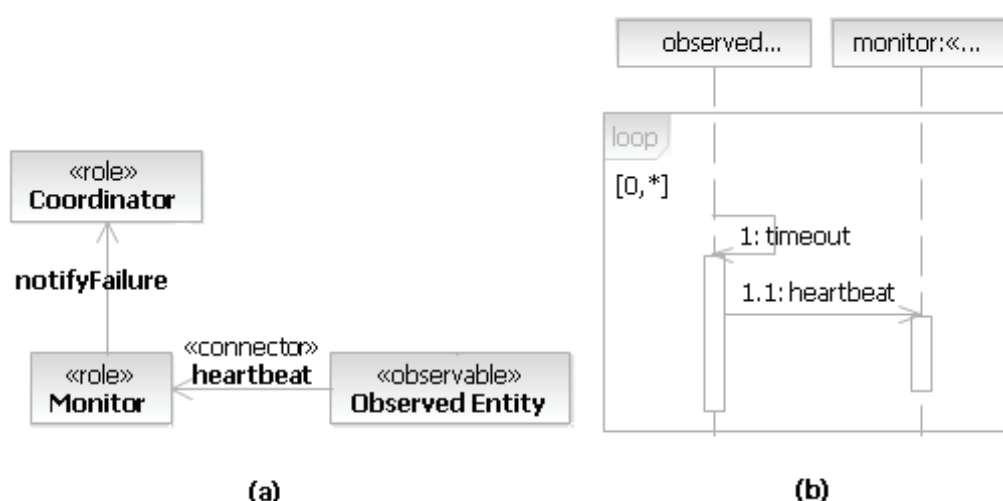 «role»
Coordinator
notifyFailure
«role»
Monitor
«connector»
heartbeat
«observable»
Observed Entity
(a)
observed...
monitor:«...
loop
[0,*]
1: timeout
1.1: heartbeat
(b)